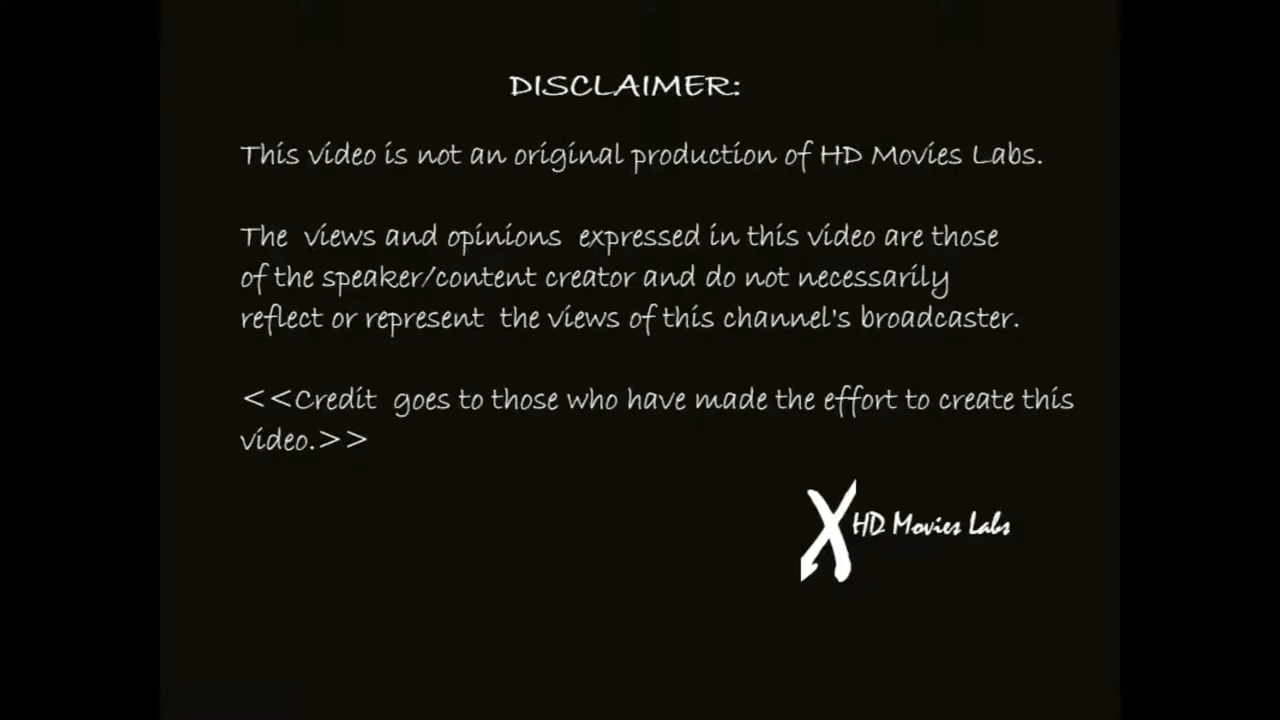 DISCLAIMER:
This video is not an original production of HD Movies Labs.
The views and opinions expressed in this video are those
of the speaker/content creator and do not necessarily
reflect or represent the views of this channel's broadcaster.
<<Credit goes to those who have made the effort to create this
video.>>
X HD Movies Labs